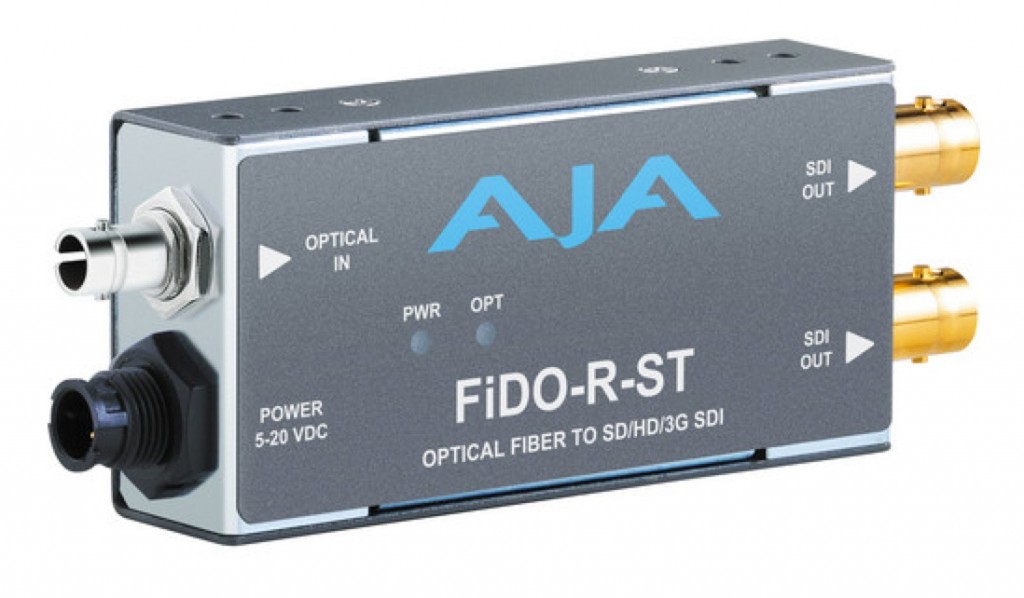 AJA
SDI
OUT
OPTICAL
IN
PWR
OPT
SDI
OUT
POWER
5-20 VDC
FiDO-R-ST
OPTICAL FIBER TO SD/HD/3G SDI